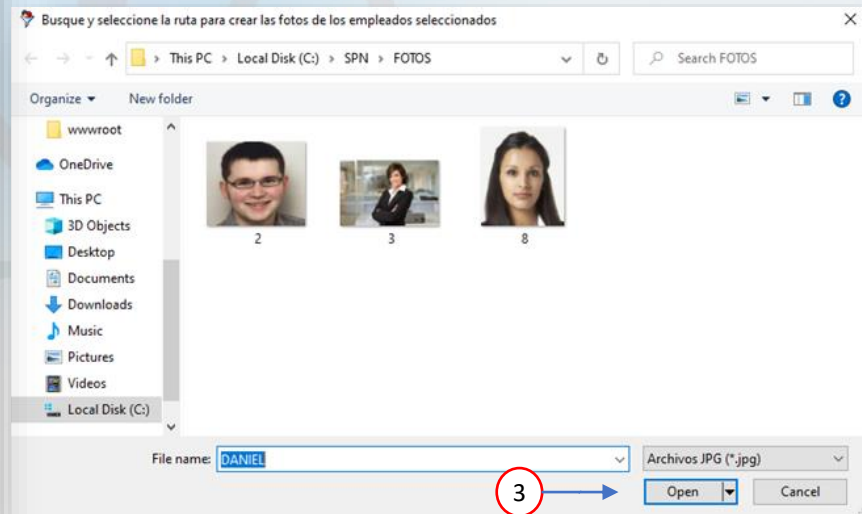 Busque y seleccione la ruta para crear las fotos de los empleados seleccionados
This PC > Local Disk (C:) > SPN > FOTOS
Search FOTOS
Organize
New folder
wwwroot
OneDrive
This PC
3D Objects
Desktop
Documents
Downloads
Music
Pictures
Videos
Local Disk (C:)
2
3
8
File name: DANIEL
Archivos JPG (*.jpg)
3
Open
Cancel